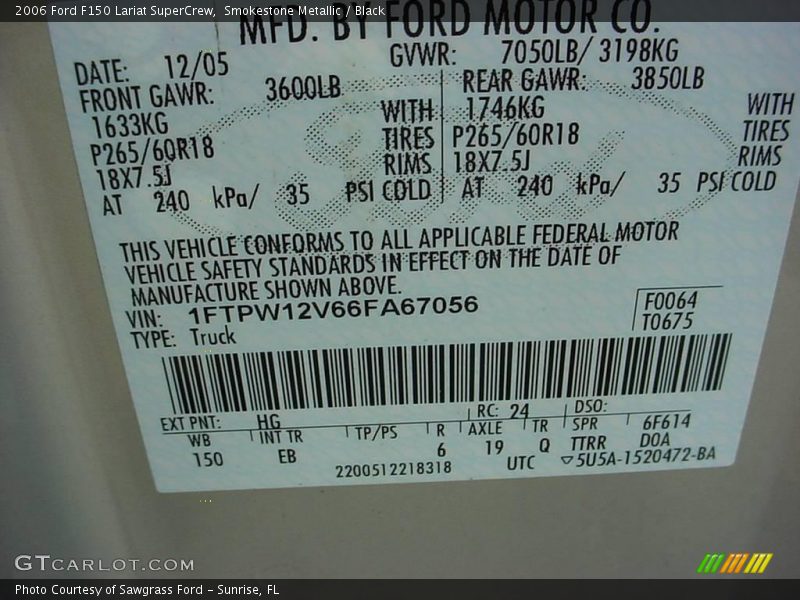 2006 Ford F150 Lariat SuperCrew, Smokestone Metallic / Black
MFD. BY FORD MOTOR CO.
DATE: 12/05 GVWR: 7050LB/ 3198KG
FRONT GAWR: 3600LB REAR GAWR: 3850LB
1633KG WITH 1746KG WITH
P265/60R18 TIRES P265/60R18 TIRES
18X7.5J RIMS 18X7.5J RIMS
AT 240 kPa/ 35 PSI COLD AT 240 kPa/ 35 PSI COLD
THIS VEHICLE CONFORMS TO ALL APPLICABLE FEDERAL MOTOR
VEHICLE SAFETY STANDARDS IN EFFECT ON THE DATE OF
MANUFACTURE SHOWN ABOVE.
VIN: 1FTPW12V66FA67056 F0064
TYPE: Truck T0675
EXT PNT: HG RC: 24 DSO:
WB INT TR TP/PS R AXLE TR SPR 6F614
150 EB 6 19 Q TTRR DOA
2200512218318 UTC ▽5U5A-1520472-BA
GTCARLOT.COM
Photo Courtesy of Sawgrass Ford - Sunrise, FL